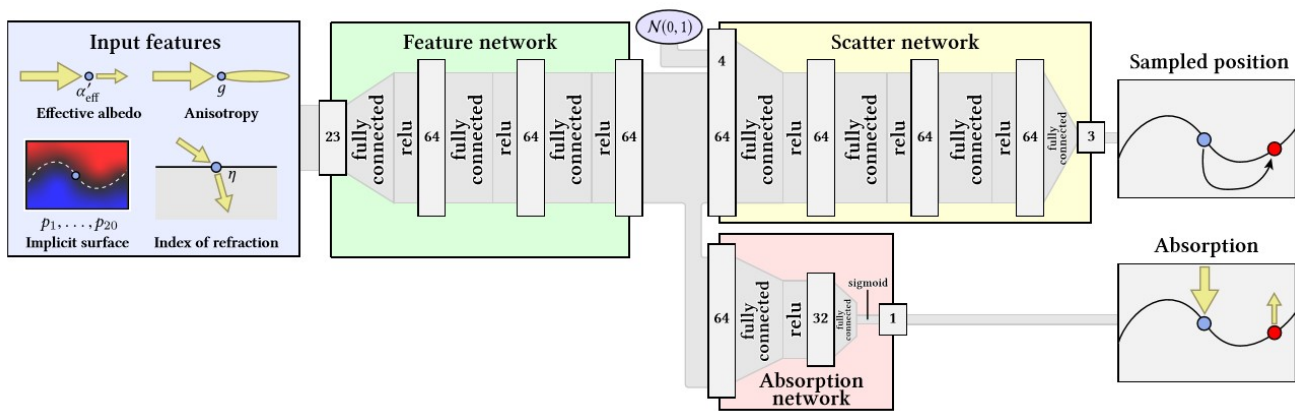 Input features
α′eff
Effective albedo
g
Anisotropy
p1, . . . , p20
Implicit surface
η
Index of refraction
Feature network
23
fully
connected
relu
64
fully
connected
relu
64
fully
connected
relu
64
N(0, 1)
Scatter network
4
64
fully
connected
relu
64
fully
connected
relu
64
fully
connected
relu
64
fully
connected
3
Sampled position
64
fully
connected
relu
32
fully
connected
sigmoid
1
Absorption
network
Absorption